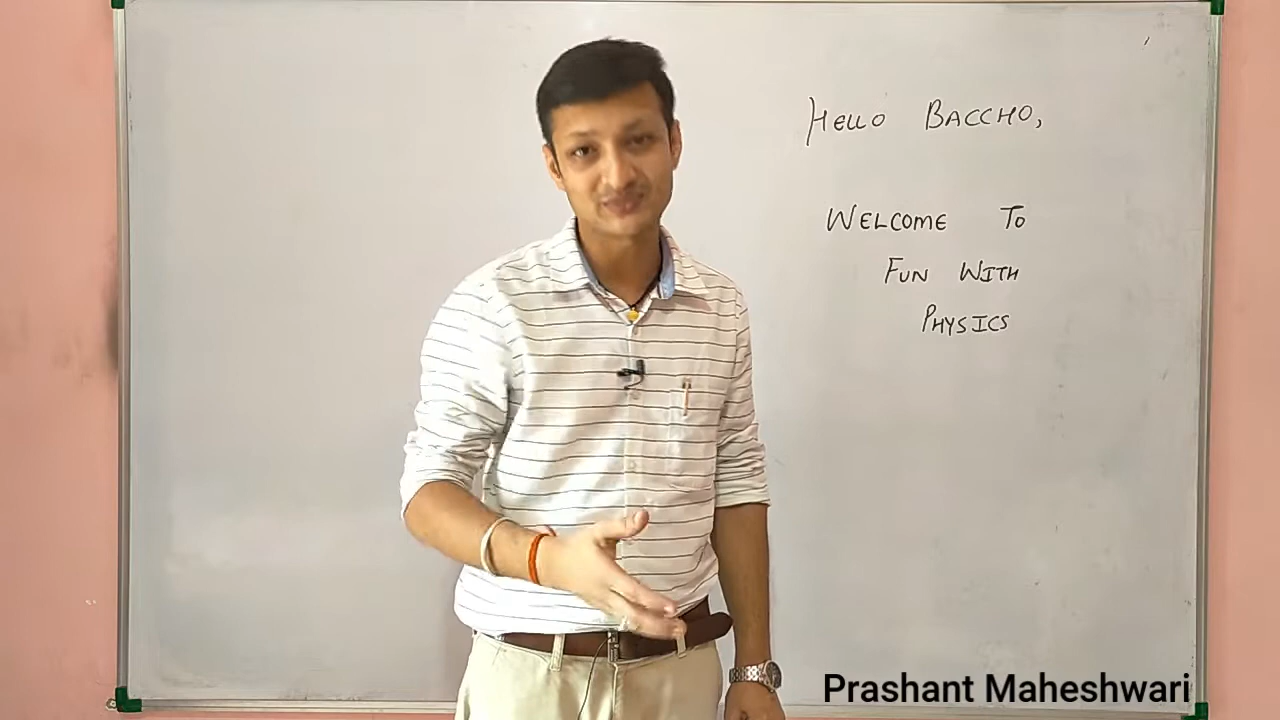 HELLO BACCHO,
WELCOME TO
FUN WITH
PHYSICS
Prashant Maheshwari